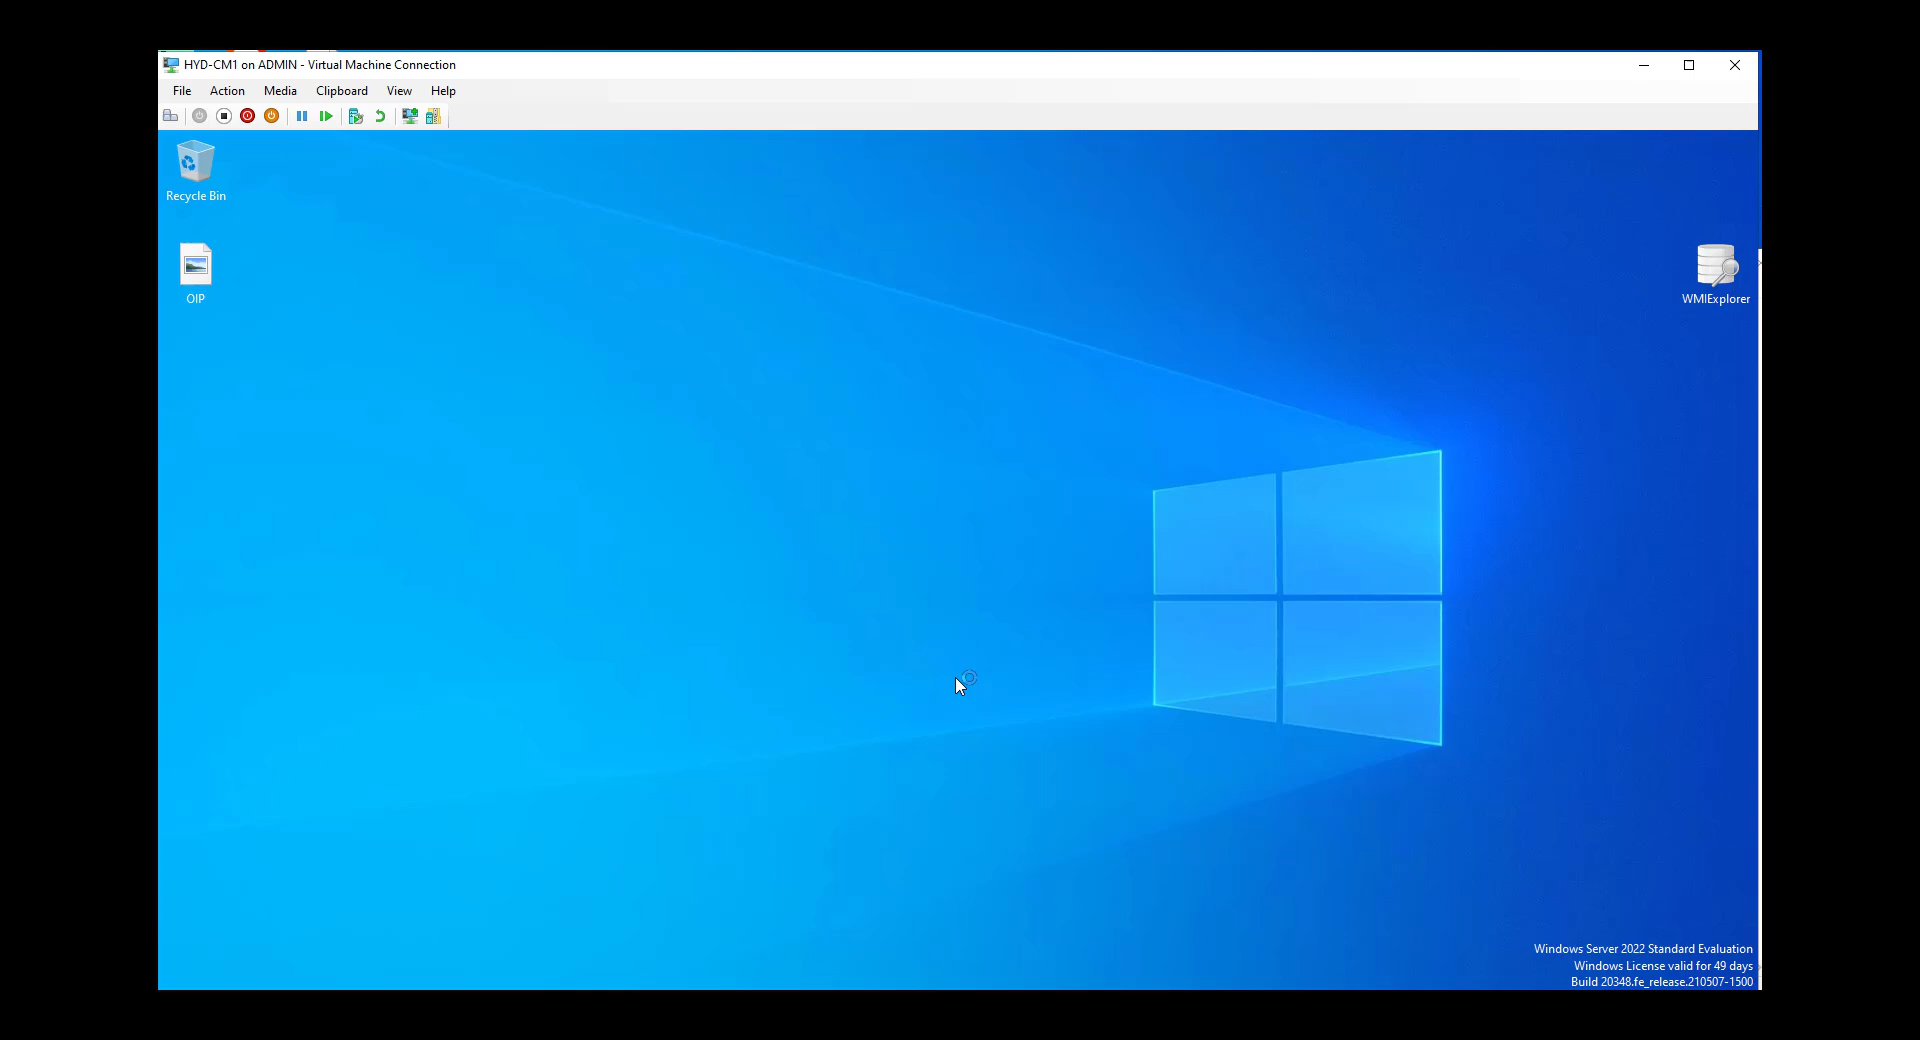 HYD-CM1 on ADMIN - Virtual Machine Connection
File Action Media Clipboard View Help
Recycle Bin
OIP
WMIExplorer
Windows Server 2022 Standard Evaluation
Windows License valid for 49 days
Build 20348.fe_release.210507-1500